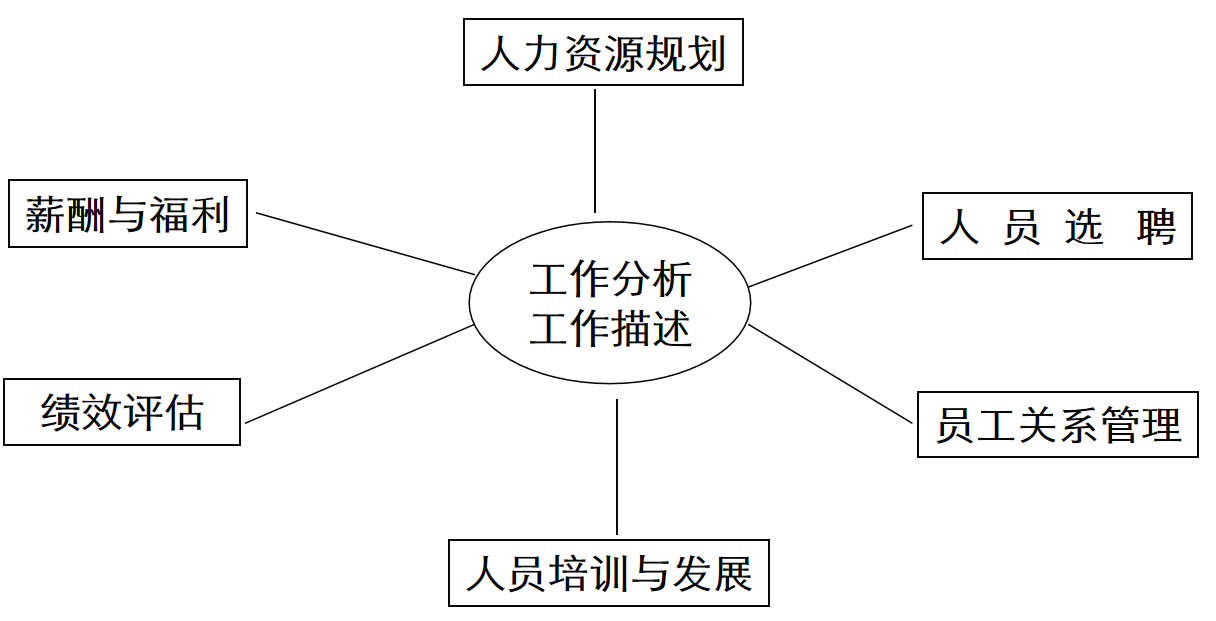 人力资源规划
薪酬与福利
人 员 选 聘
工作分析
工作描述
绩效评估
员工关系管理
人员培训与发展